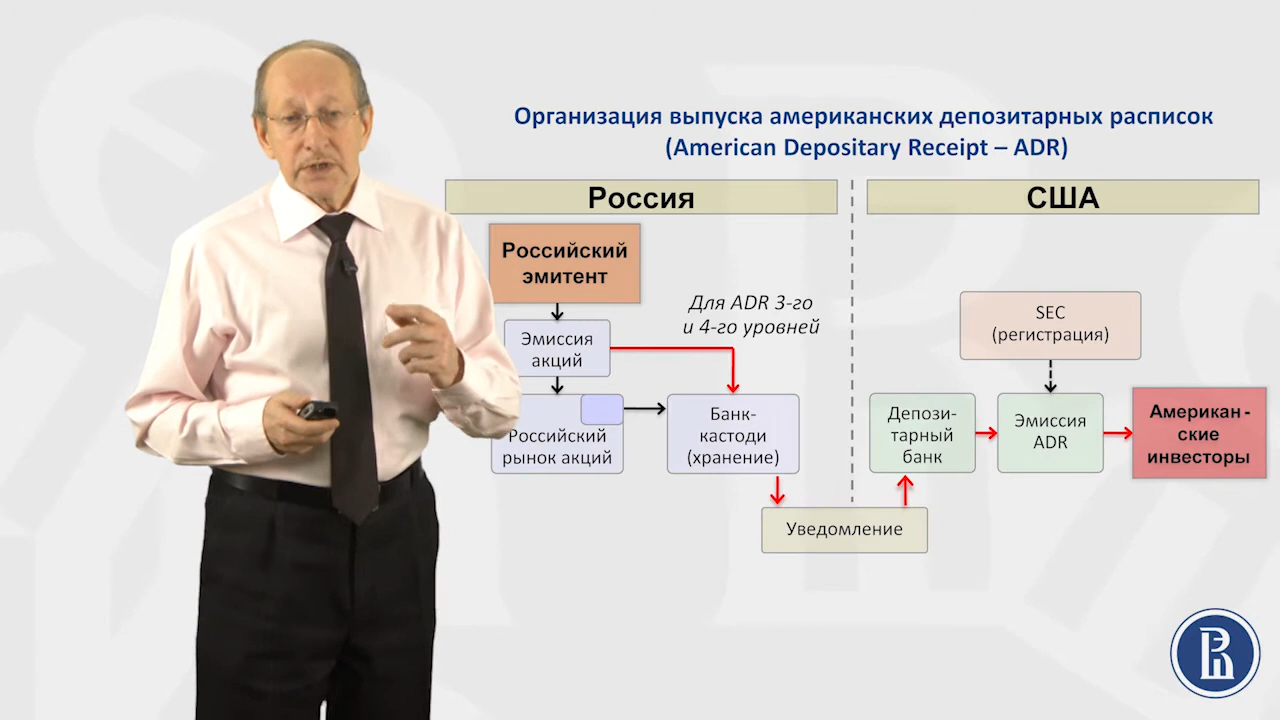 Организация выпуска американских депозитарных расписок
(American Depositary Receipt – ADR)
Россия
США
Российский
эмитент
Для ADR 3-го
и 4-го уровней
Эмиссия
акций
SEC
(регистрация)
Российский
рынок акций
Банк-
кастоди
(хранение)
Депози-
тарный
банк
Эмиссия
ADR
Американ -
ские
инвесторы
Уведомление